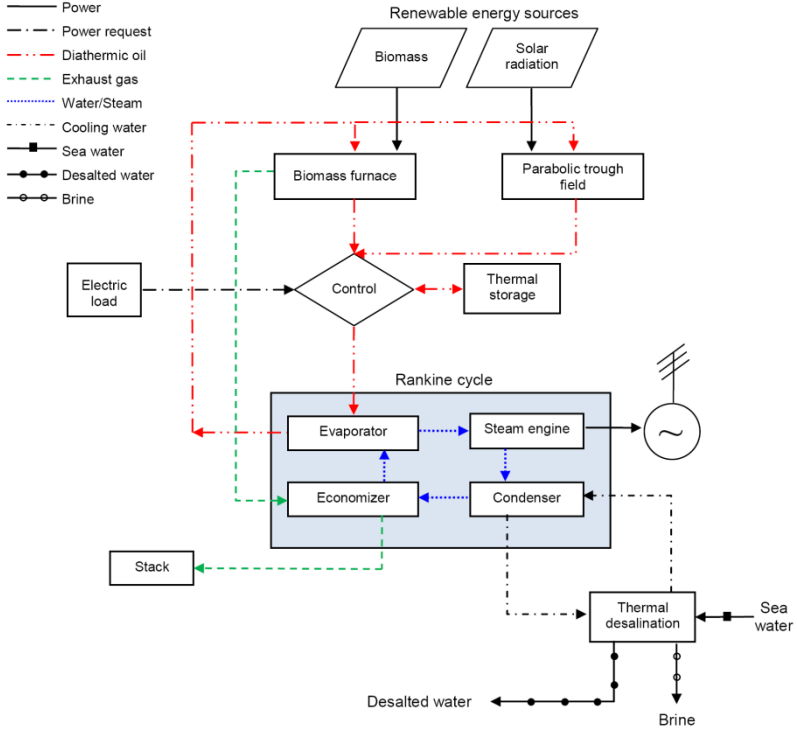 Power
Power request
Diathermic oil
Exhaust gas
Water/Steam
Cooling water
Sea water
Desalted water
Brine
Renewable energy sources
Biomass
Solar
radiation
Biomass furnace
Parabolic trough
field
Electric
load
Control
Thermal
storage
Rankine cycle
Evaporator
Steam engine
~
Economizer
Condenser
Stack
Thermal
desalination
Sea
water
Desalted water
Brine